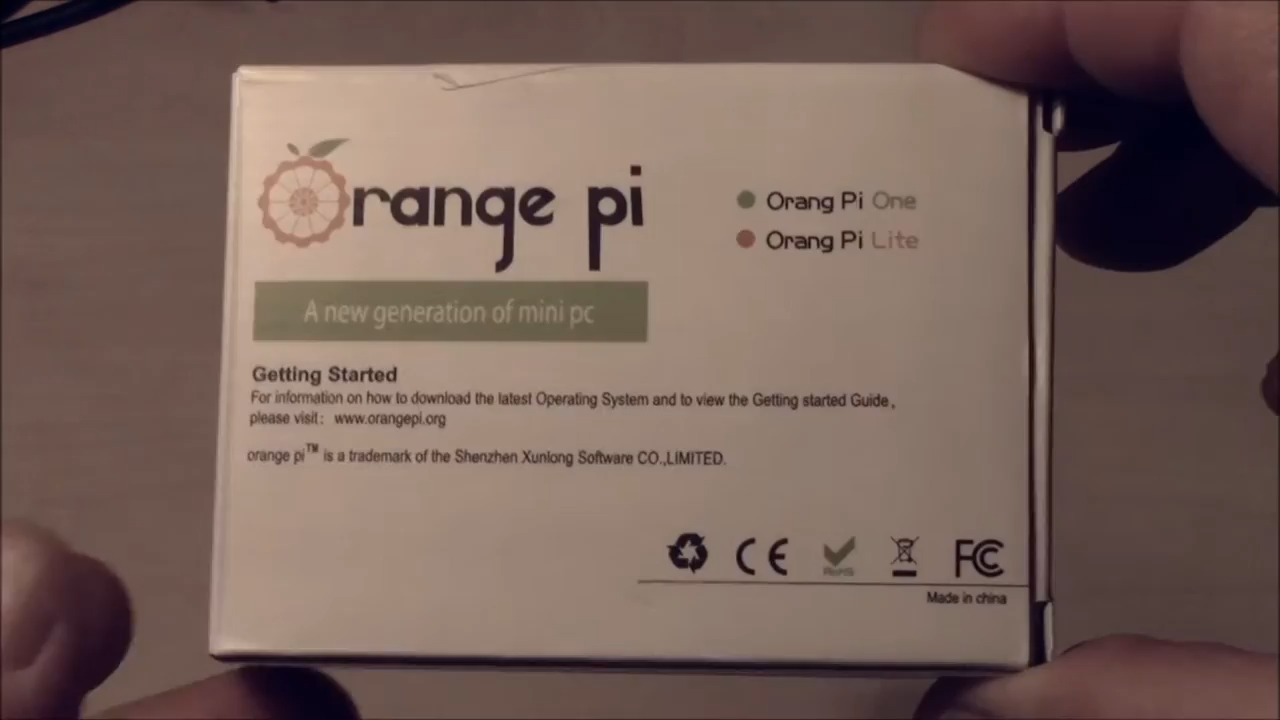 Orange pi
Orang Pi One
Orang Pi Lite
A new generation of mini pc
Getting Started
For information on how to download the latest Operating System and to view the Getting started Guide,
please visit: www.orangepi.org
orange pi™ is a trademark of the Shenzhen Xunlong Software CO.,LIMITED.
CE RoHS FC
Made in china